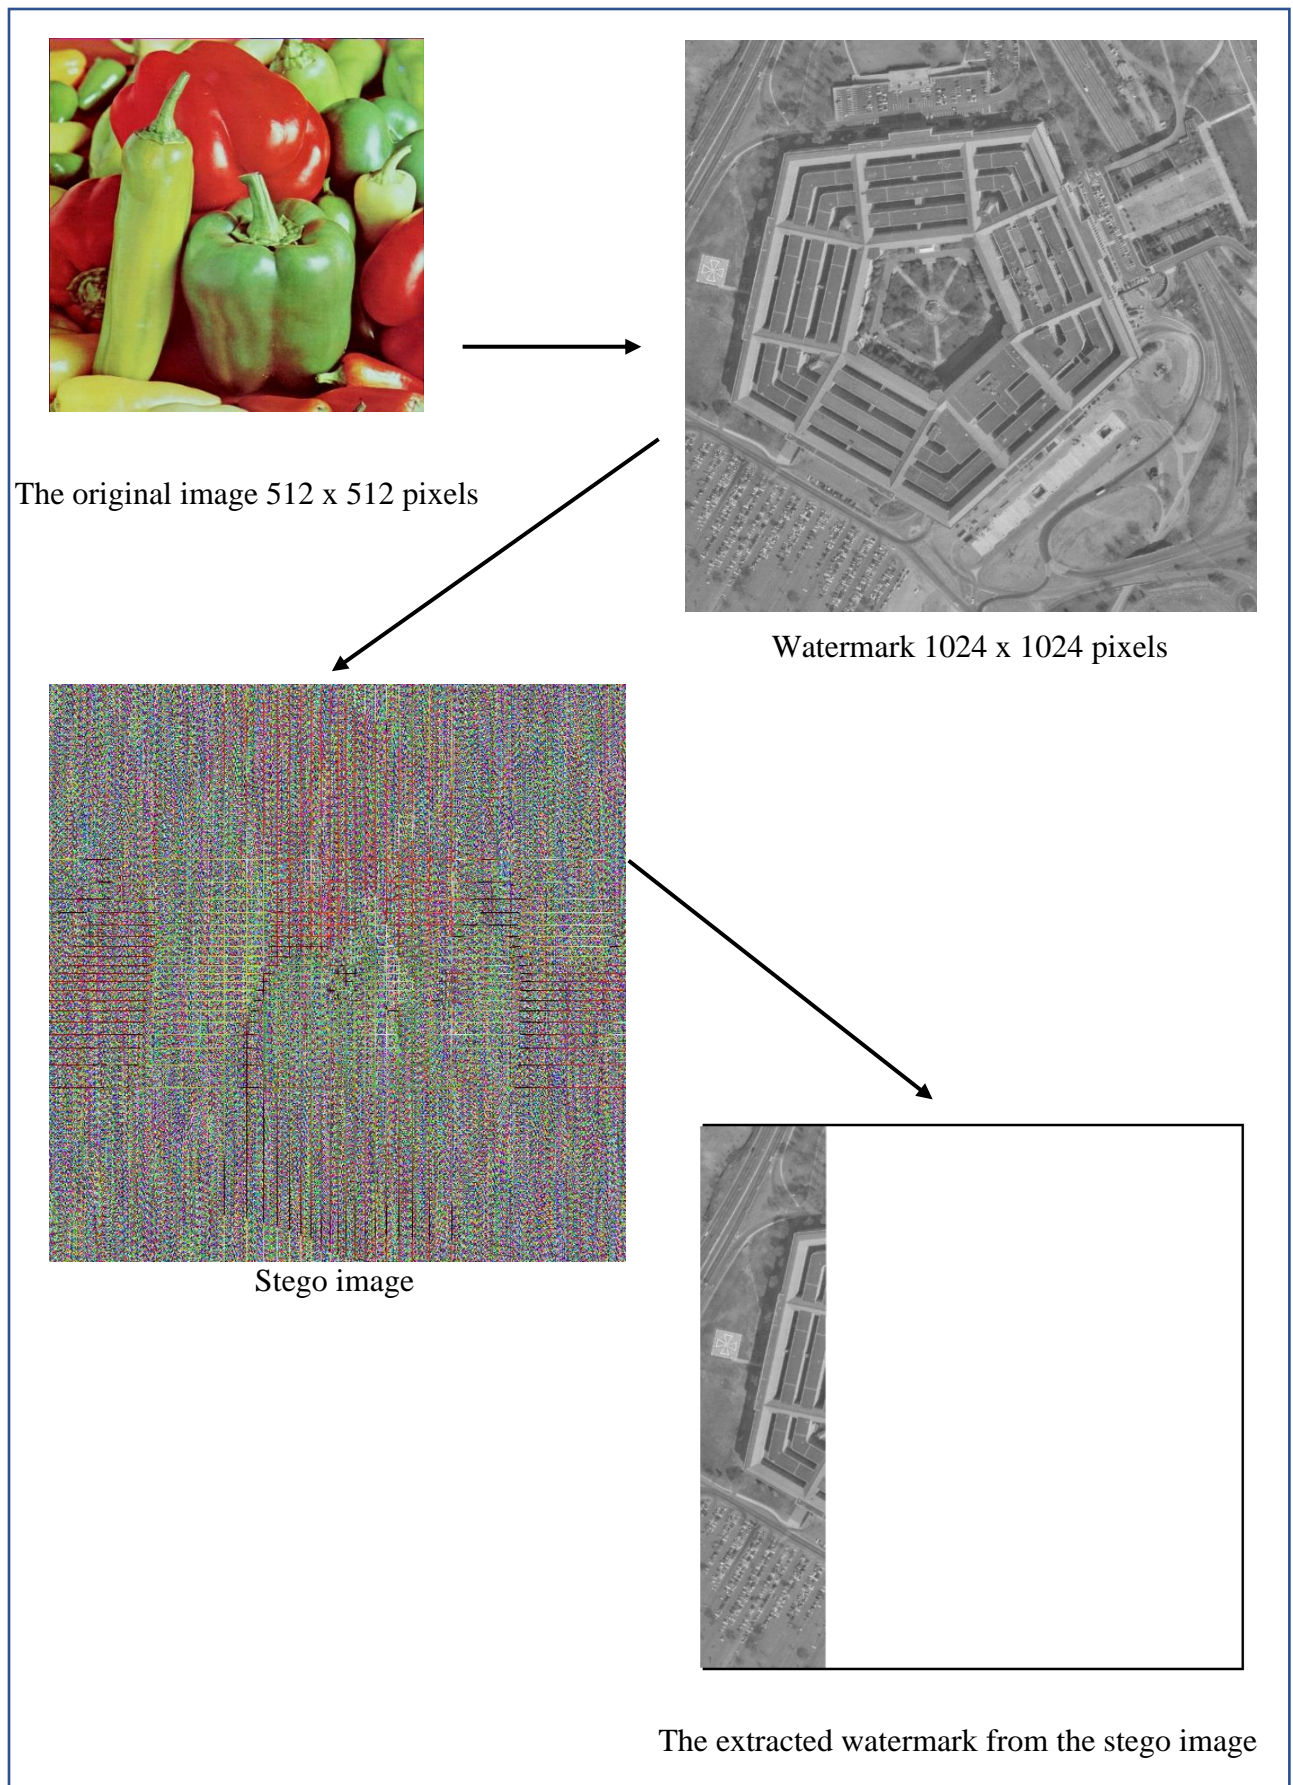 The original image 512 x 512 pixels
Watermark 1024 x 1024 pixels
Stego image
The extracted watermark from the stego image